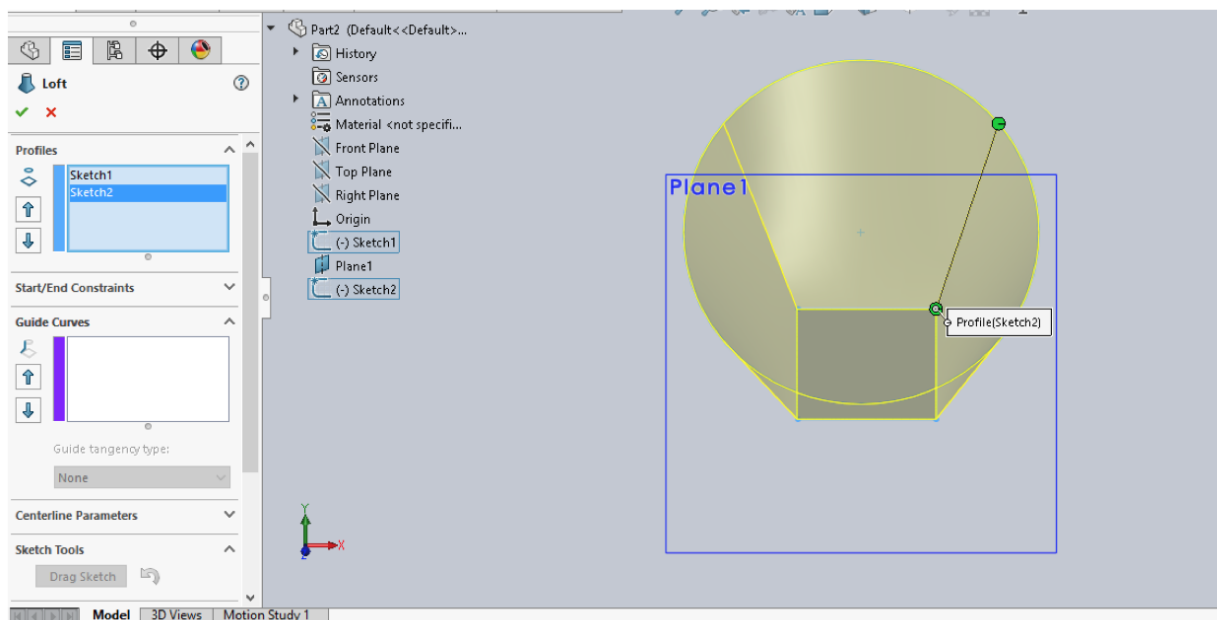 Loft
Profiles
Sketch1
Sketch2
Start/End Constraints
Guide Curves
Guide tangency type:
None
Centerline Parameters
Sketch Tools
Drag Sketch
Part2 (Default<<Default>...
History
Sensors
A Annotations
Material <not specifi...
Front Plane
Top Plane
Right Plane
Origin
(-) Sketch1
Plane1
(-) Sketch2
Plane1
Profile(Sketch2)
Y
X
Z
Model 3D Views Motion Study 1